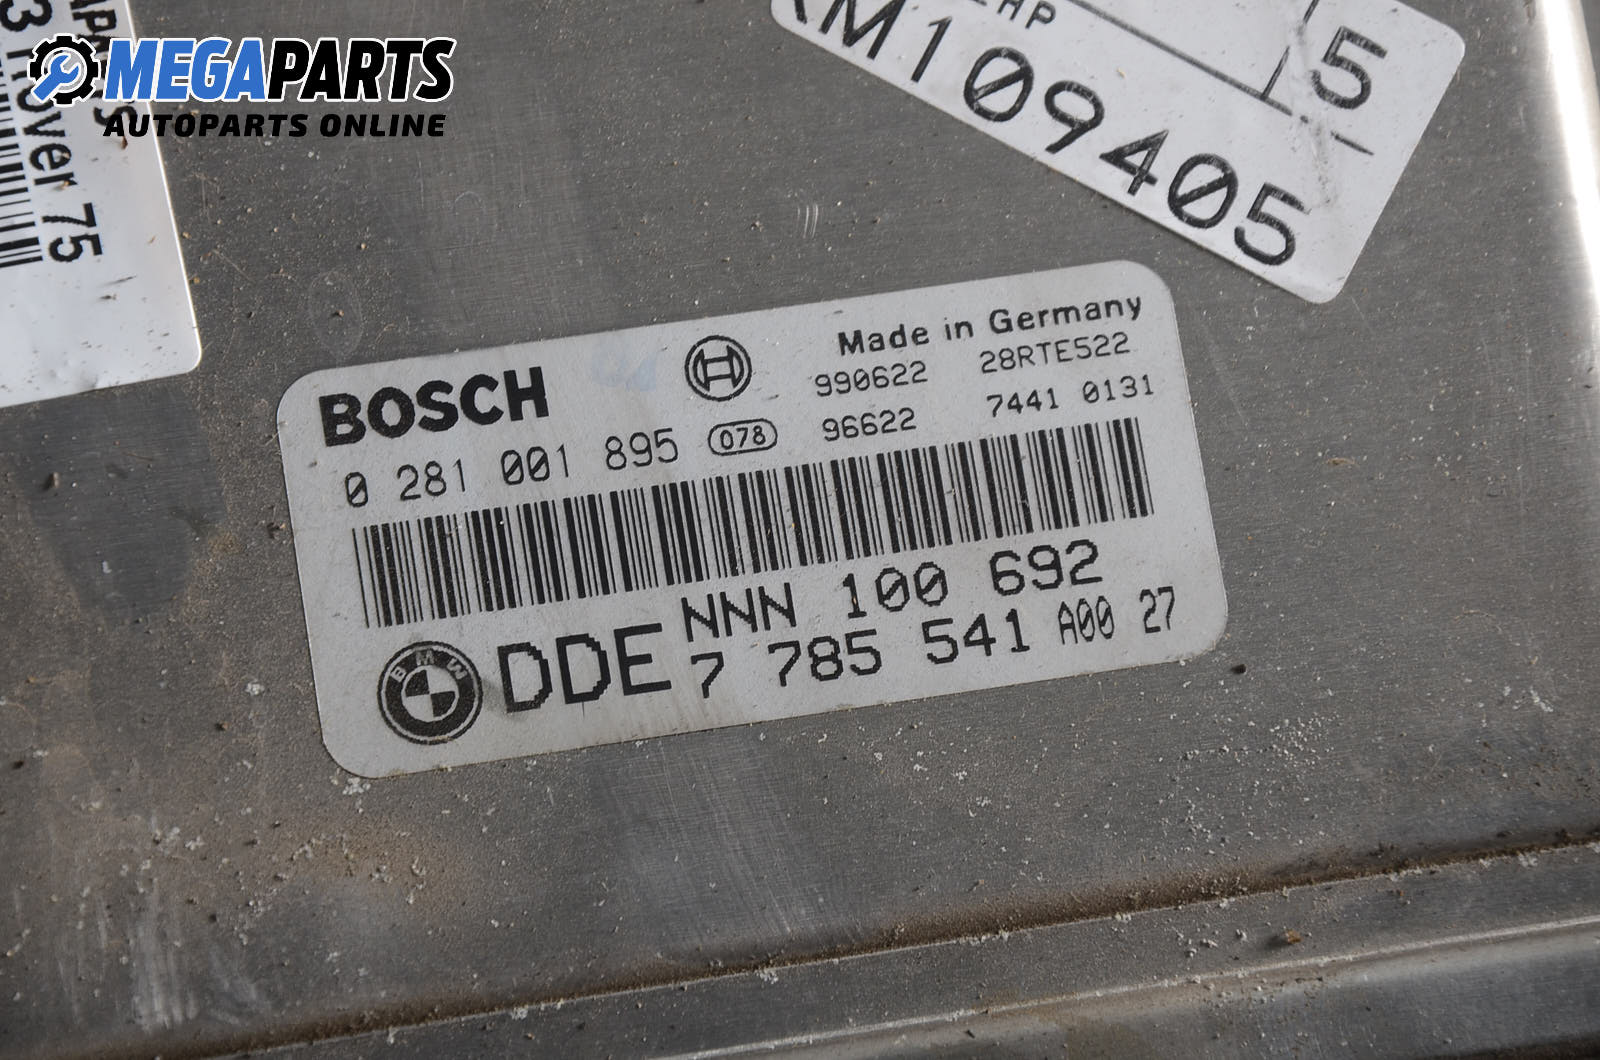 MEGAPARTS
AUTOPARTS ONLINE
Rover 75
5
M109405
BOSCH
Made in Germany
990622 28RTE522
0 281 001 895 078 96622 7441 0131
NNN 100 692
BMW DDE 7 785 541 A00 27